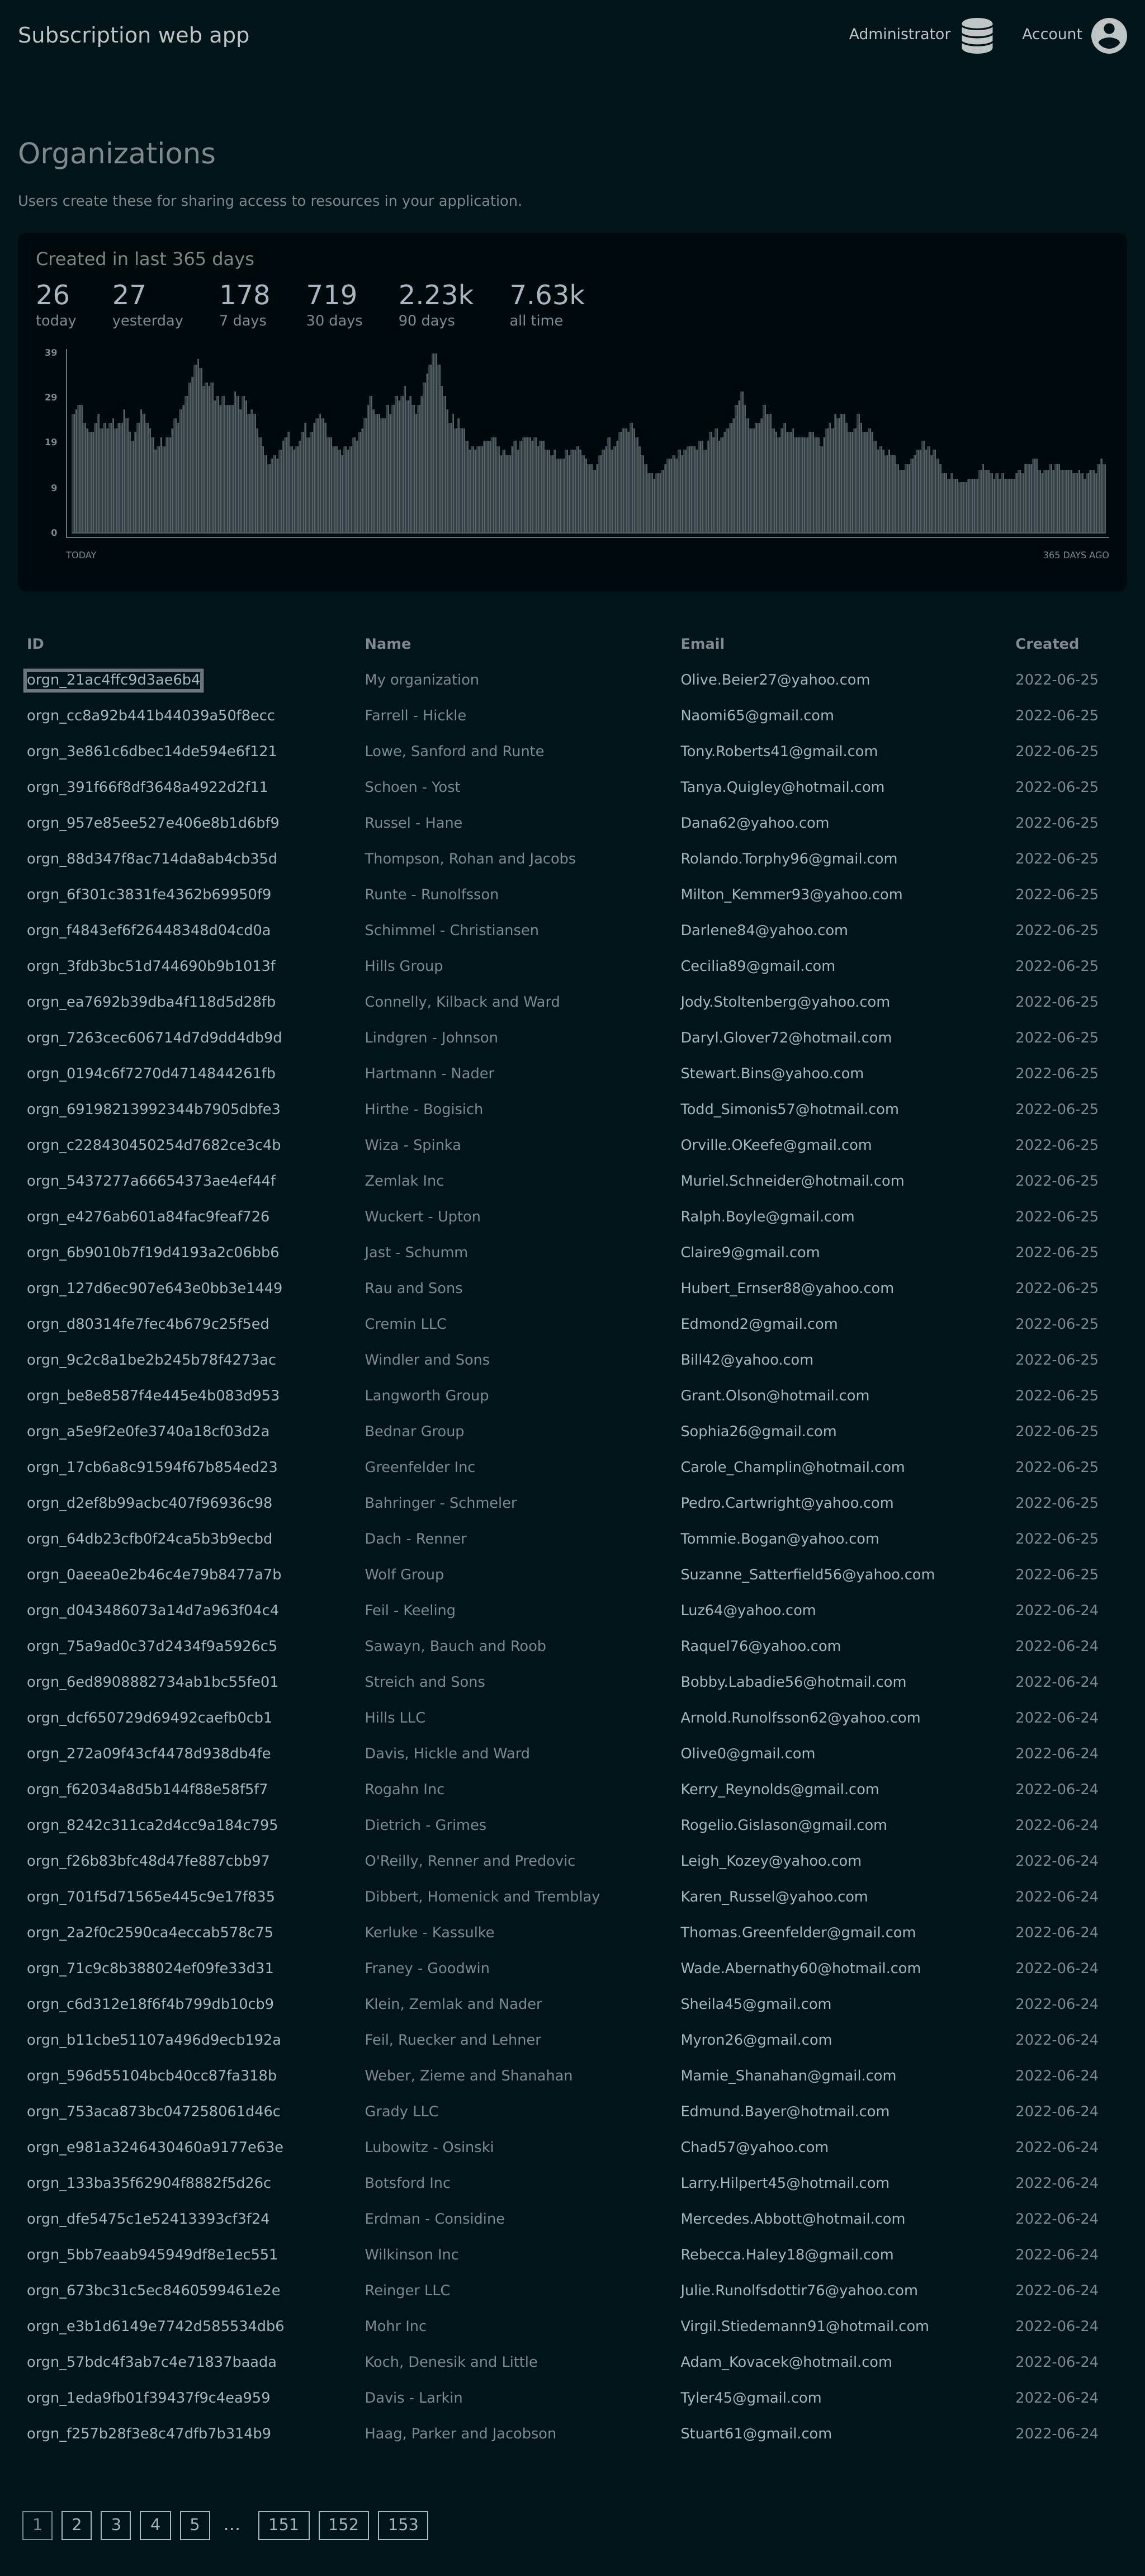 Subscription web app Administrator Account
Organizations
Users create these for sharing access to resources in your application.
Created in last 365 days
26 27 178 719 2.23k 7.63k
today yesterday 7 days 30 days 90 days all time
39
29
19
9
0
TODAY 365 DAYS AGO
ID Name Email Created
orgn_21ac4ffc9d3ae6b4 My organization Olive.Beier27@yahoo.com 2022-06-25
orgn_cc8a92b441b44039a50f8ecc Farrell - Hickle Naomi65@gmail.com 2022-06-25
orgn_3e861c6dbec14de594e6f121 Lowe, Sanford and Runte Tony.Roberts41@gmail.com 2022-06-25
orgn_391f66f8df3648a4922d2f11 Schoen - Yost Tanya.Quigley@hotmail.com 2022-06-25
orgn_957e85ee527e406e8b1d6bf9 Russel - Hane Dana62@yahoo.com 2022-06-25
orgn_88d347f8ac714da8ab4cb35d Thompson, Rohan and Jacobs Rolando.Torphy96@gmail.com 2022-06-25
orgn_6f301c3831fe4362b69950f9 Runte - Runolfsson Milton_Kemmer93@yahoo.com 2022-06-25
orgn_f4843ef6f26448348d04cd0a Schimmel - Christiansen Darlene84@yahoo.com 2022-06-25
orgn_3fdb3bc51d744690b9b1013f Hills Group Cecilia89@gmail.com 2022-06-25
orgn_ea7692b39dba4f118d5d28fb Connelly, Kilback and Ward Jody.Stoltenberg@yahoo.com 2022-06-25
orgn_7263cec606714d7d9dd4db9d Lindgren - Johnson Daryl.Glover72@hotmail.com 2022-06-25
orgn_0194c6f7270d4714844261fb Hartmann - Nader Stewart.Bins@yahoo.com 2022-06-25
orgn_69198213992344b7905dbfe3 Hirthe - Bogisich Todd_Simonis57@hotmail.com 2022-06-25
orgn_c228430450254d7682ce3c4b Wiza - Spinka Orville.OKeefe@gmail.com 2022-06-25
orgn_5437277a66654373ae4ef44f Zemlak Inc Muriel.Schneider@hotmail.com 2022-06-25
orgn_e4276ab601a84fac9feaf726 Wuckert - Upton Ralph.Boyle@gmail.com 2022-06-25
orgn_6b9010b7f19d4193a2c06bb6 Jast - Schumm Claire9@gmail.com 2022-06-25
orgn_127d6ec907e643e0bb3e1449 Rau and Sons Hubert_Ernser88@yahoo.com 2022-06-25
orgn_d80314fe7fec4b679c25f5ed Cremin LLC Edmond2@gmail.com 2022-06-25
orgn_9c2c8a1be2b245b78f4273ac Windler and Sons Bill42@yahoo.com 2022-06-25
orgn_be8e8587f4e445e4b083d953 Langworth Group Grant.Olson@hotmail.com 2022-06-25
orgn_a5e9f2e0fe3740a18cf03d2a Bednar Group Sophia26@gmail.com 2022-06-25
orgn_17cb6a8c91594f67b854ed23 Greenfelder Inc Carole_Champlin@hotmail.com 2022-06-25
orgn_d2ef8b99acbc407f96936c98 Bahringer - Schmeler Pedro.Cartwright@yahoo.com 2022-06-25
orgn_64db23cfb0f24ca5b3b9ecbd Dach - Renner Tommie.Bogan@yahoo.com 2022-06-25
orgn_0aeea0e2b46c4e79b8477a7b Wolf Group Suzanne_Satterfield56@yahoo.com 2022-06-25
orgn_d043486073a14d7a963f04c4 Feil - Keeling Luz64@yahoo.com 2022-06-24
orgn_75a9ad0c37d2434f9a5926c5 Sawayn, Bauch and Roob Raquel76@yahoo.com 2022-06-24
orgn_6ed8908882734ab1bc55fe01 Streich and Sons Bobby.Labadie56@hotmail.com 2022-06-24
orgn_dcf650729d69492caefb0cb1 Hills LLC Arnold.Runolfsson62@yahoo.com 2022-06-24
orgn_272a09f43cf4478d938db4fe Davis, Hickle and Ward Olive0@gmail.com 2022-06-24
orgn_f62034a8d5b144f88e58f5f7 Rogahn Inc Kerry_Reynolds@gmail.com 2022-06-24
orgn_8242c311ca2d4cc9a184c795 Dietrich - Grimes Rogelio.Gislason@gmail.com 2022-06-24
orgn_f26b83bfc48d47fe887cbb97 O'Reilly, Renner and Predovic Leigh_Kozey@yahoo.com 2022-06-24
orgn_701f5d71565e445c9e17f835 Dibbert, Homenick and Tremblay Karen_Russel@yahoo.com 2022-06-24
orgn_2a2f0c2590ca4eccab578c75 Kerluke - Kassulke Thomas.Greenfelder@gmail.com 2022-06-24
orgn_71c9c8b388024ef09fe33d31 Franey - Goodwin Wade.Abernathy60@hotmail.com 2022-06-24
orgn_c6d312e18f6f4b799db10cb9 Klein, Zemlak and Nader Sheila45@gmail.com 2022-06-24
orgn_b11cbe51107a496d9ecb192a Feil, Ruecker and Lehner Myron26@gmail.com 2022-06-24
orgn_596d55104bcb40cc87fa318b Weber, Zieme and Shanahan Mamie_Shanahan@gmail.com 2022-06-24
orgn_753aca873bc047258061d46c Grady LLC Edmund.Bayer@hotmail.com 2022-06-24
orgn_e981a3246430460a9177e63e Lubowitz - Osinski Chad57@yahoo.com 2022-06-24
orgn_133ba35f62904f8882f5d26c Botsford Inc Larry.Hilpert45@hotmail.com 2022-06-24
orgn_dfe5475c1e52413393cf3f24 Erdman - Considine Mercedes.Abbott@hotmail.com 2022-06-24
orgn_5bb7eaab945949df8e1ec551 Wilkinson Inc Rebecca.Haley18@gmail.com 2022-06-24
orgn_673bc31c5ec8460599461e2e Reinger LLC Julie.Runolfsdottir76@yahoo.com 2022-06-24
orgn_e3b1d6149e7742d585534db6 Mohr Inc Virgil.Stiedemann91@hotmail.com 2022-06-24
orgn_57bdc4f3ab7c4e71837baada Koch, Denesik and Little Adam_Kovacek@hotmail.com 2022-06-24
orgn_1eda9fb01f39437f9c4ea959 Davis - Larkin Tyler45@gmail.com 2022-06-24
orgn_f257b28f3e8c47dfb7b314b9 Haag, Parker and Jacobson Stuart61@gmail.com 2022-06-24
1 2 3 4 5 … 151 152 153